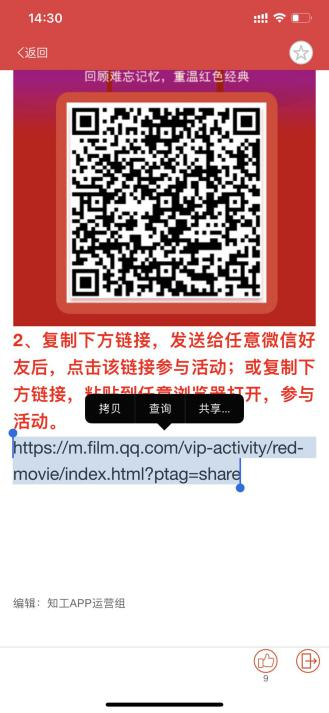 14:30
返回
回顾难忘记忆，重温红色经典
2、复制下方链接，发送给任意微信好
友后，点击该链接参与活动；或复制下
方链接，粘贴到任意浏览器打开，参与
活动。
拷贝 查询 共享...
https://m.film.qq.com/vip-activity/red-
movie/index.html?ptag=share
编辑：知工APP运营组
9